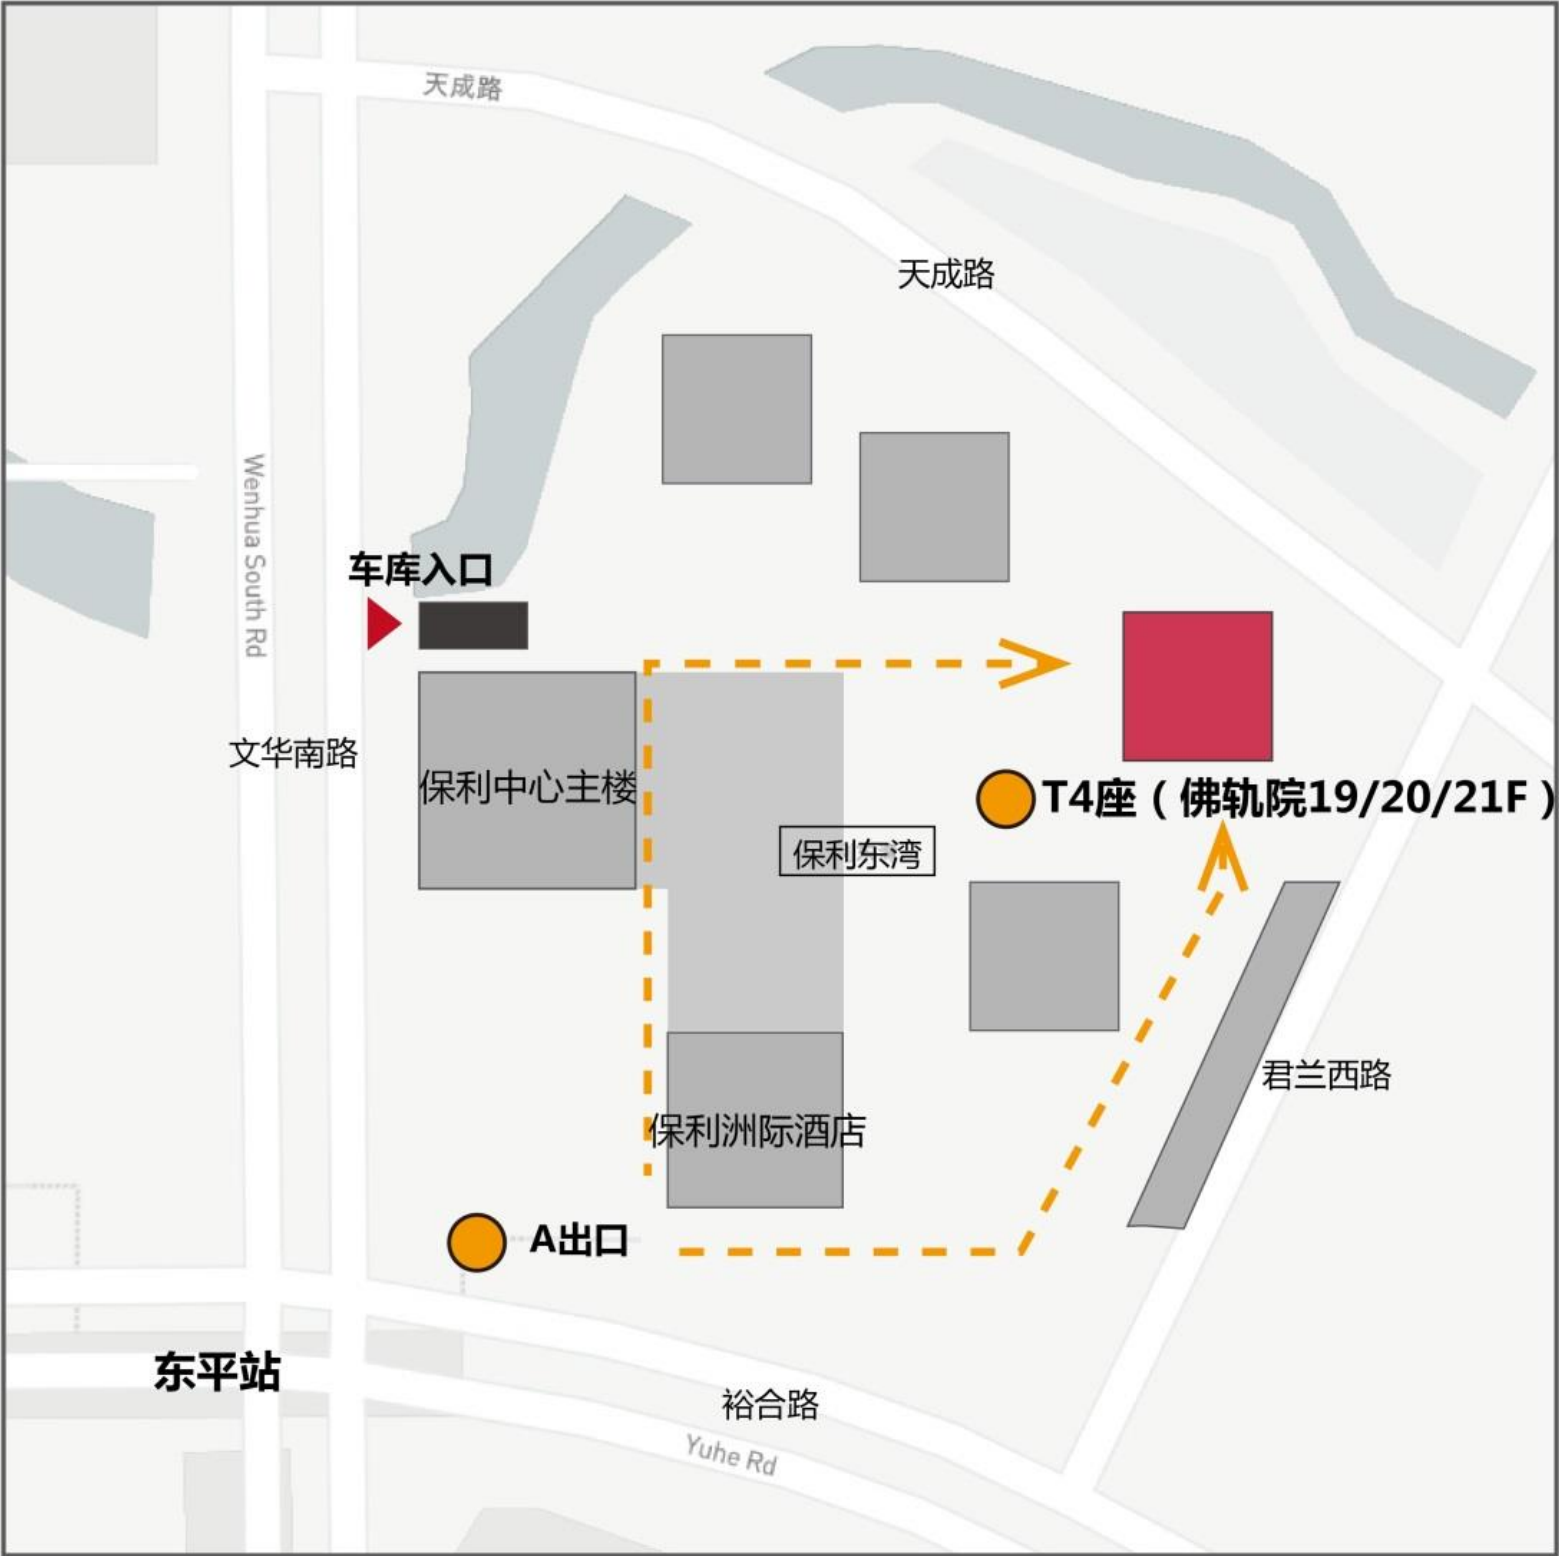 天成路
天成路
Wenhua South Rd
车库入口
文华南路
保利中心主楼
T4座（佛轨院19/20/21F）
保利东湾
君兰西路
保利洲际酒店
A出口
东平站
裕合路
Yuhe Rd